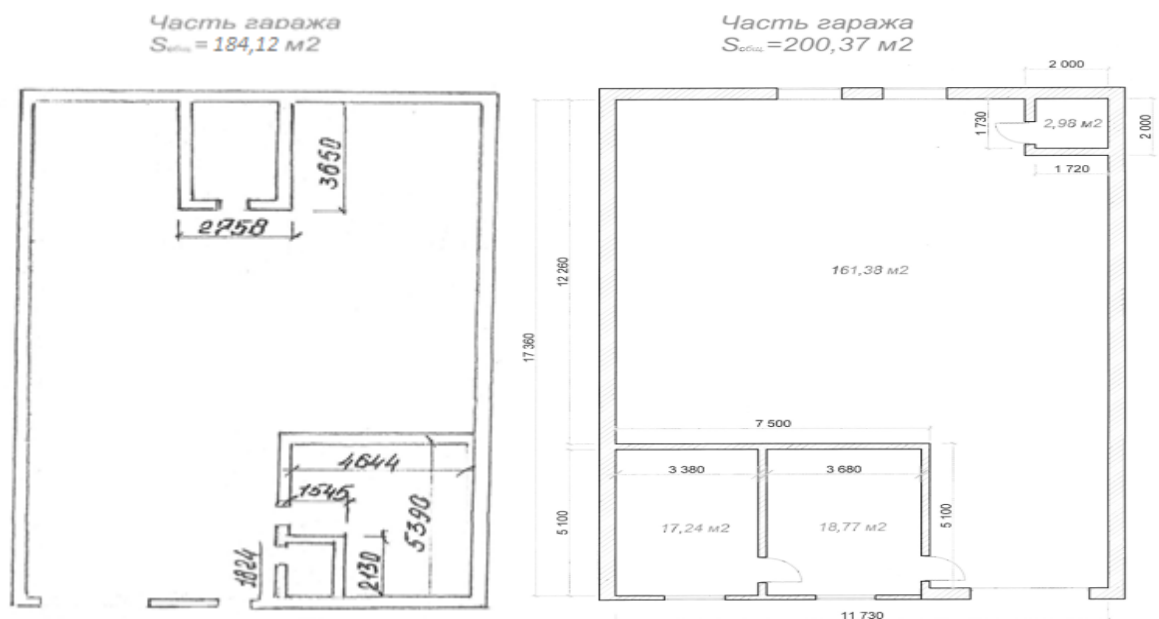 Часть гаража
Sобщ.=184,12 м2
3650
2758
4644
1545
5390
1824
2130
Часть гаража
Sобщ.=200,37 м2
2 000
1 730
2,98 м2
2 000
1 720
161,38 м2
12 260
17 360
7 500
3 380
3 680
5 100
17,24 м2
18,77 м2
5 100
11 730